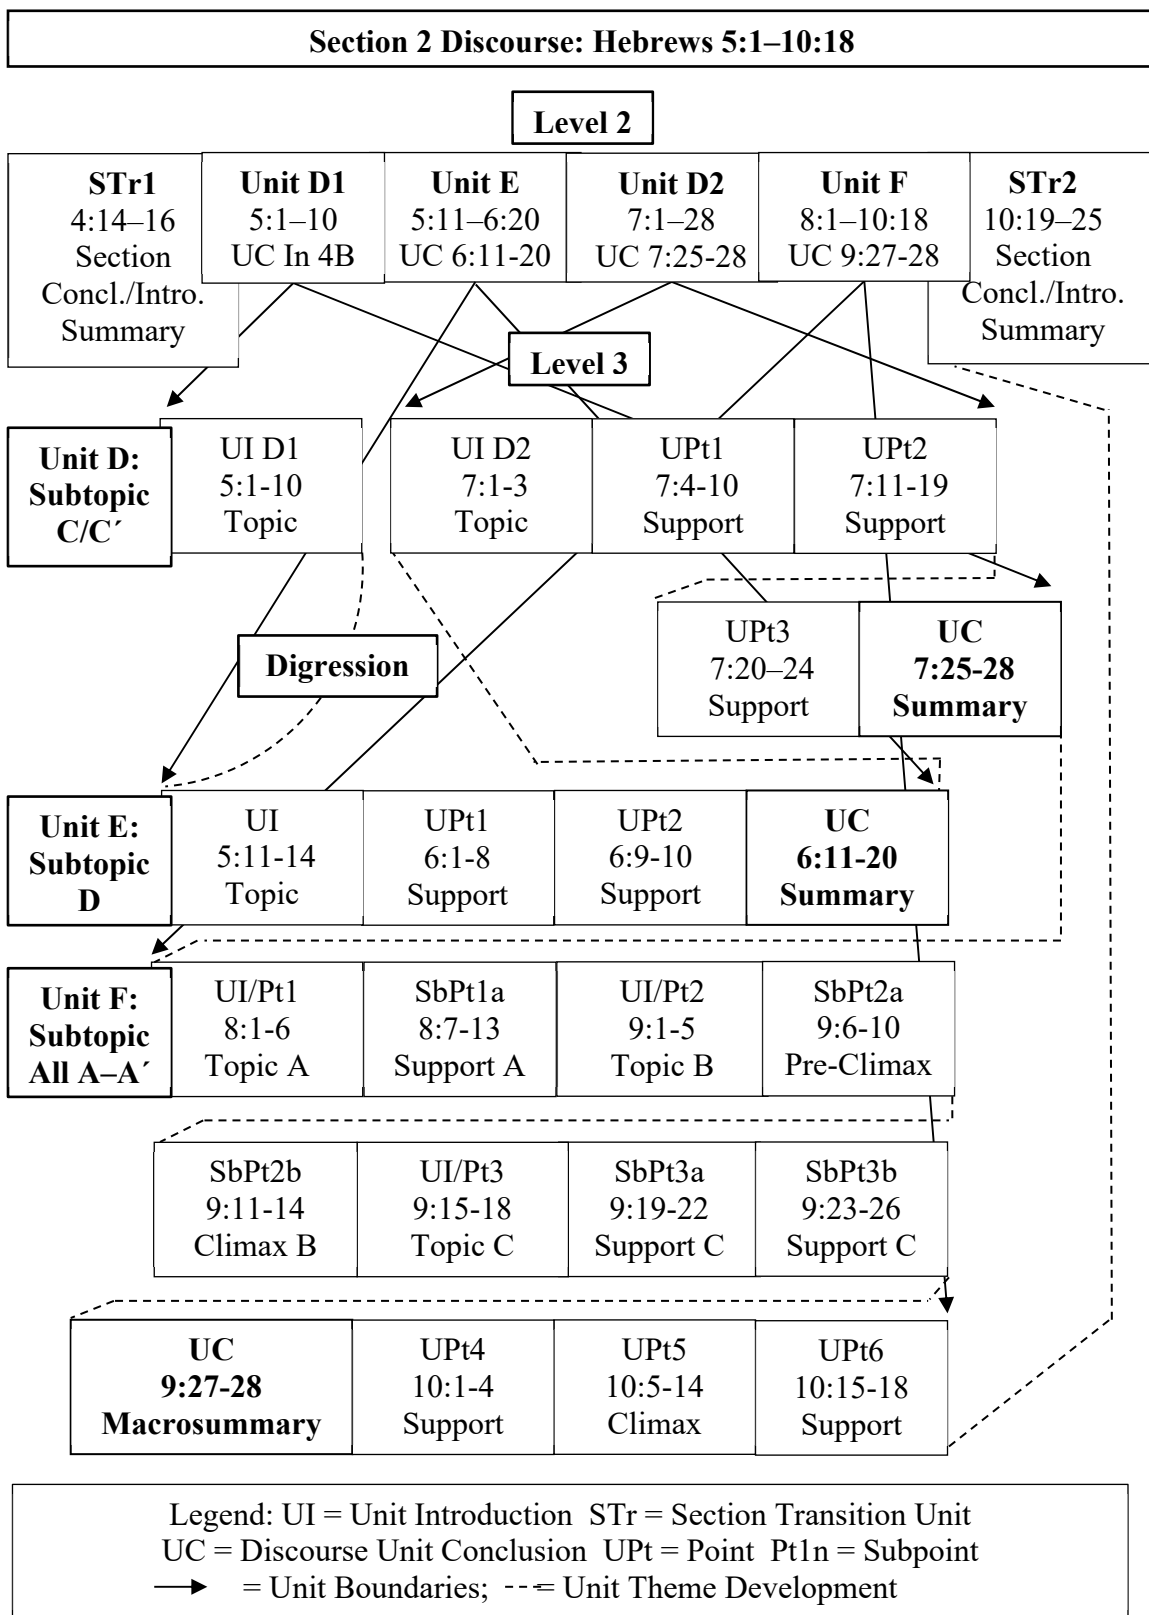 Section 2 Discourse: Hebrews 5:1–10:18
Level 2
STr1
4:14–16
Section
Concl./Intro.
Summary
Unit D1
5:1–10
UC In 4B
Unit E
5:11–6:20
UC 6:11-20
Unit D2
7:1–28
UC 7:25-28
Unit F
8:1–10:18
UC 9:27-28
STr2
10:19–25
Section
Concl./Intro.
Summary
Level 3
Unit D:
Subtopic
C/C´
UI D1
5:1-10
Topic
UI D2
7:1-3
Topic
UPt1
7:4-10
Support
UPt2
7:11-19
Support
UPt3
7:20–24
Support
UC
7:25-28
Summary
Digression
Unit E:
Subtopic
D
UI
5:11-14
Topic
UPt1
6:1-8
Support
UPt2
6:9-10
Support
UC
6:11-20
Summary
Unit F:
Subtopic
All A–A´
UI/Pt1
8:1-6
Topic A
SbPt1a
8:7-13
Support A
UI/Pt2
9:1-5
Topic B
SbPt2a
9:6-10
Pre-Climax
SbPt2b
9:11-14
Climax B
UI/Pt3
9:15-18
Topic C
SbPt3a
9:19-22
Support C
SbPt3b
9:23-26
Support C
UC
9:27-28
Macrosummary
UPt4
10:1-4
Support
UPt5
10:5-14
Climax
UPt6
10:15-18
Support
Legend: UI = Unit Introduction STr = Section Transition Unit
UC = Discourse Unit Conclusion UPt = Point Pt1n = Subpoint
= Unit Boundaries; = Unit Theme Development